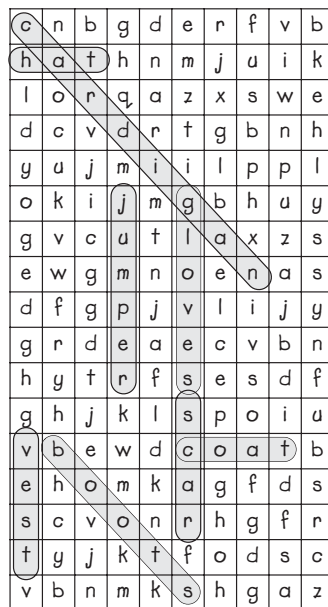 c n b g d e r f v b
h a t h n m j u i k
l o r q a z x s w e
d c v d r t g b n h
y u j m i i l p p l
o k i j m g b h u y
g v c u t l a x z s
e w g m n o e n a s
d f g p j v l i j y
g r d e a e c v b n
h y t r f s e s d f
g h j k l s p o i u
v b e w d c o a t b
e h o m k a g f d s
s c v o n r h g f r
t y j k t f o d s c
v b n m k s h g a z